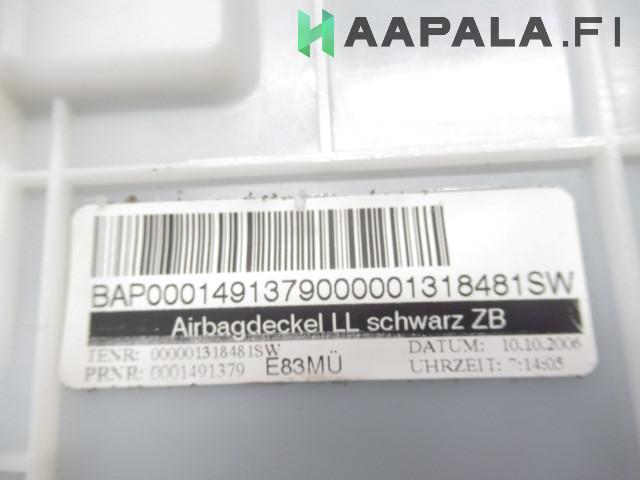 HAAPALA.FI
BAP0001491379000001318481SW
Airbagdeckel LL schwarz ZB
TENR: 000001318481SW DATUM: 10.10.2006
PRNR: 0001491379 E83MÜ UHRZEIT: 7:14:05